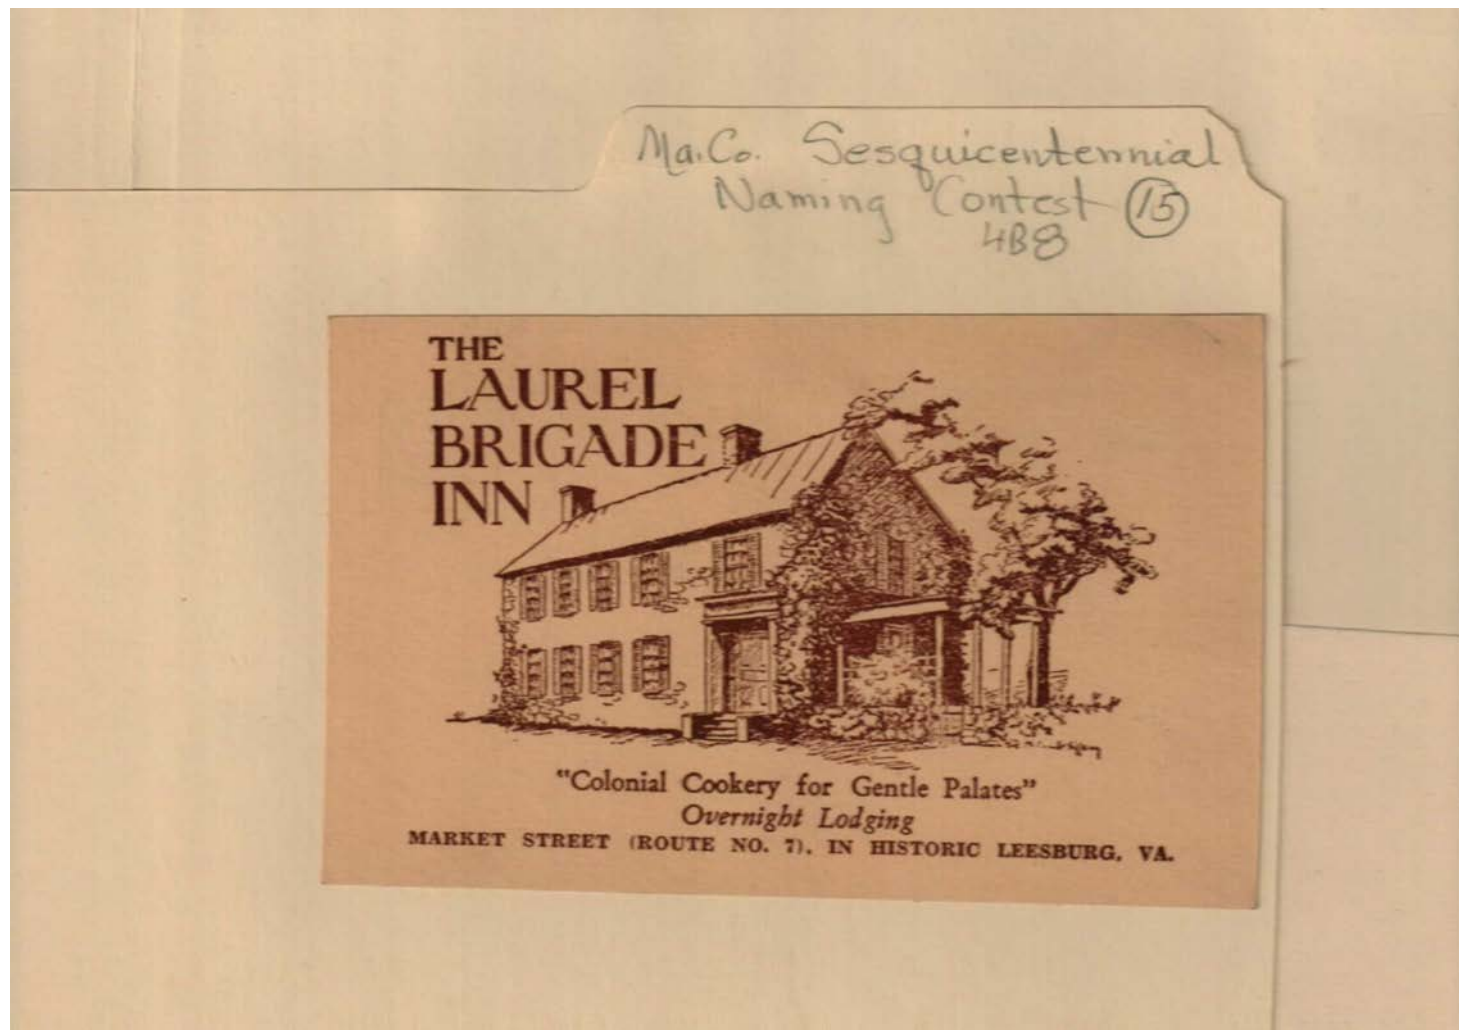 Ma. Co. Sesquicentennial
Naming Contest 15
4B8
THE
LAUREL
BRIGADE
INN
"Colonial Cookery for Gentle Palates"
Overnight Lodging
MARKET STREET (ROUTE NO. 7), IN HISTORIC LEESBURG, VA.